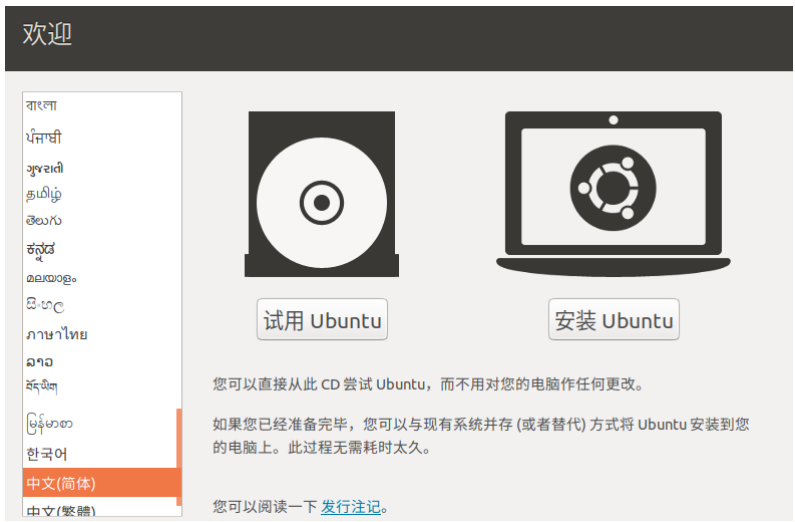 欢迎
বাংলা
ਪੰਜਾਬੀ
ગુજરાતી
தமிழ்
తెలుగు
ಕನ್ನಡ
മലയാളം
සිංහල
ภาษาไทย
ລາວ
བོད་ཡིག
မြန်မာစာ
한국어
中文(简体)
中文(繁體)
试用 Ubuntu
安装 Ubuntu
您可以直接从此 CD 尝试 Ubuntu，而不用对您的电脑作任何更改。
如果您已经准备完毕，您可以与现有系统并存 (或者替代) 方式将 Ubuntu 安装到您
的电脑上。此过程无需耗时太久。
您可以阅读一下 发行注记。